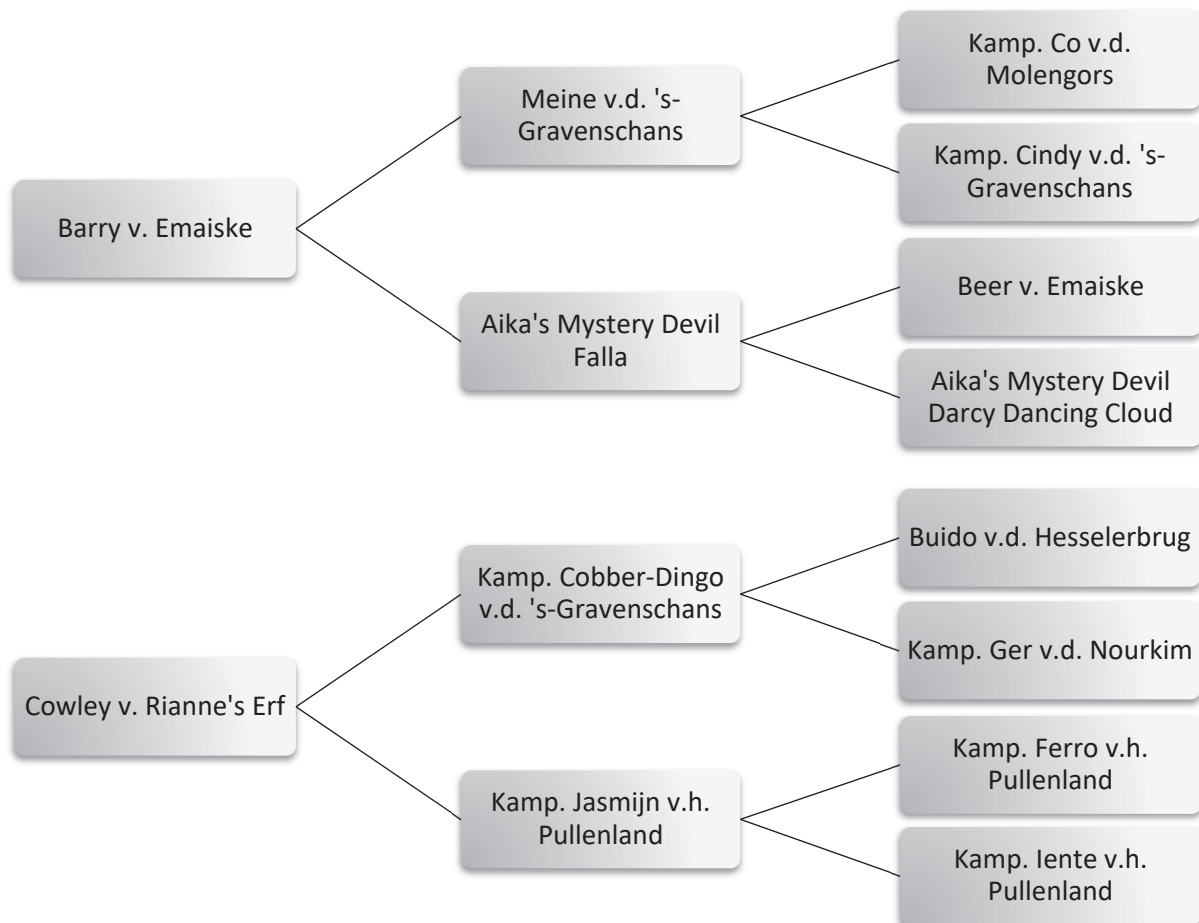 Kamp. Co v.d.
Molengors
Meine v.d. 's-
Gravenschans
Kamp. Cindy v.d. 's-
Gravenschans
Barry v. Emaiske
Beer v. Emaiske
Aika's Mystery Devil
Falla
Aika's Mystery Devil
Darcy Dancing Cloud
Buido v.d. Hesselerbrug
Kamp. Cobber-Dingo
v.d. 's-Gravenschans
Kamp. Ger v.d. Nourkim
Cowley v. Rianne's Erf
Kamp. Ferro v.h.
Pullenland
Kamp. Jasmijn v.h.
Pullenland
Kamp. Iente v.h.
Pullenland